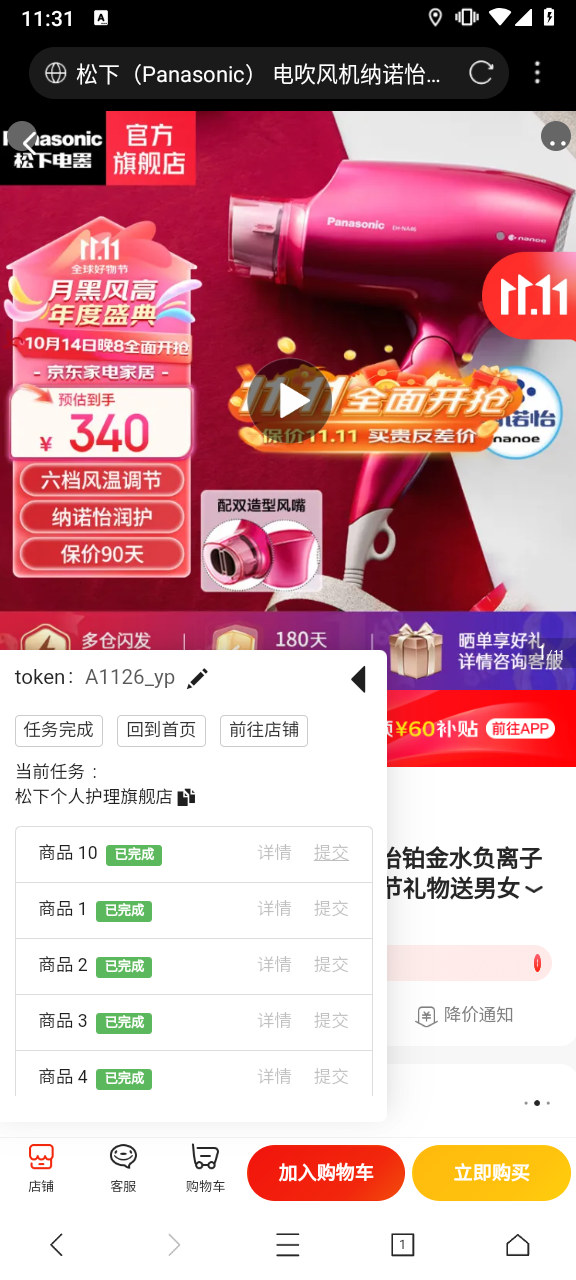 11:31
A
松下（Panasonic） 电吹风机纳诺怡...
Panasonic
松下电器
官方
旗舰店
Panasonic
EH-NA46
nanoe
11.11
全球好物节
月黑风高
年度盛典
10月14日晚8全面开抢
- 京东家电家居 -
预估到手
¥ 340
六档风温调节
纳诺怡润护
保价90天
11.11
11.11全面开抢
保价11.11 买贵反差价
nanoe
配双造型风嘴
多仓闪发
180天
晒单享好礼
详情咨询客服
1/11
¥60补贴
前往APP
token： A1126_yp
任务完成
回到首页
前往店铺
当前任务：
松下个人护理旗舰店
商品 10 已完成 详情 提交
商品 1 已完成 详情 提交
商品 2 已完成 详情 提交
商品 3 已完成 详情 提交
商品 4 已完成 详情 提交
铂金水负离子
节礼物送男女
降价通知
店铺
客服
购物车
加入购物车
立即购买
1